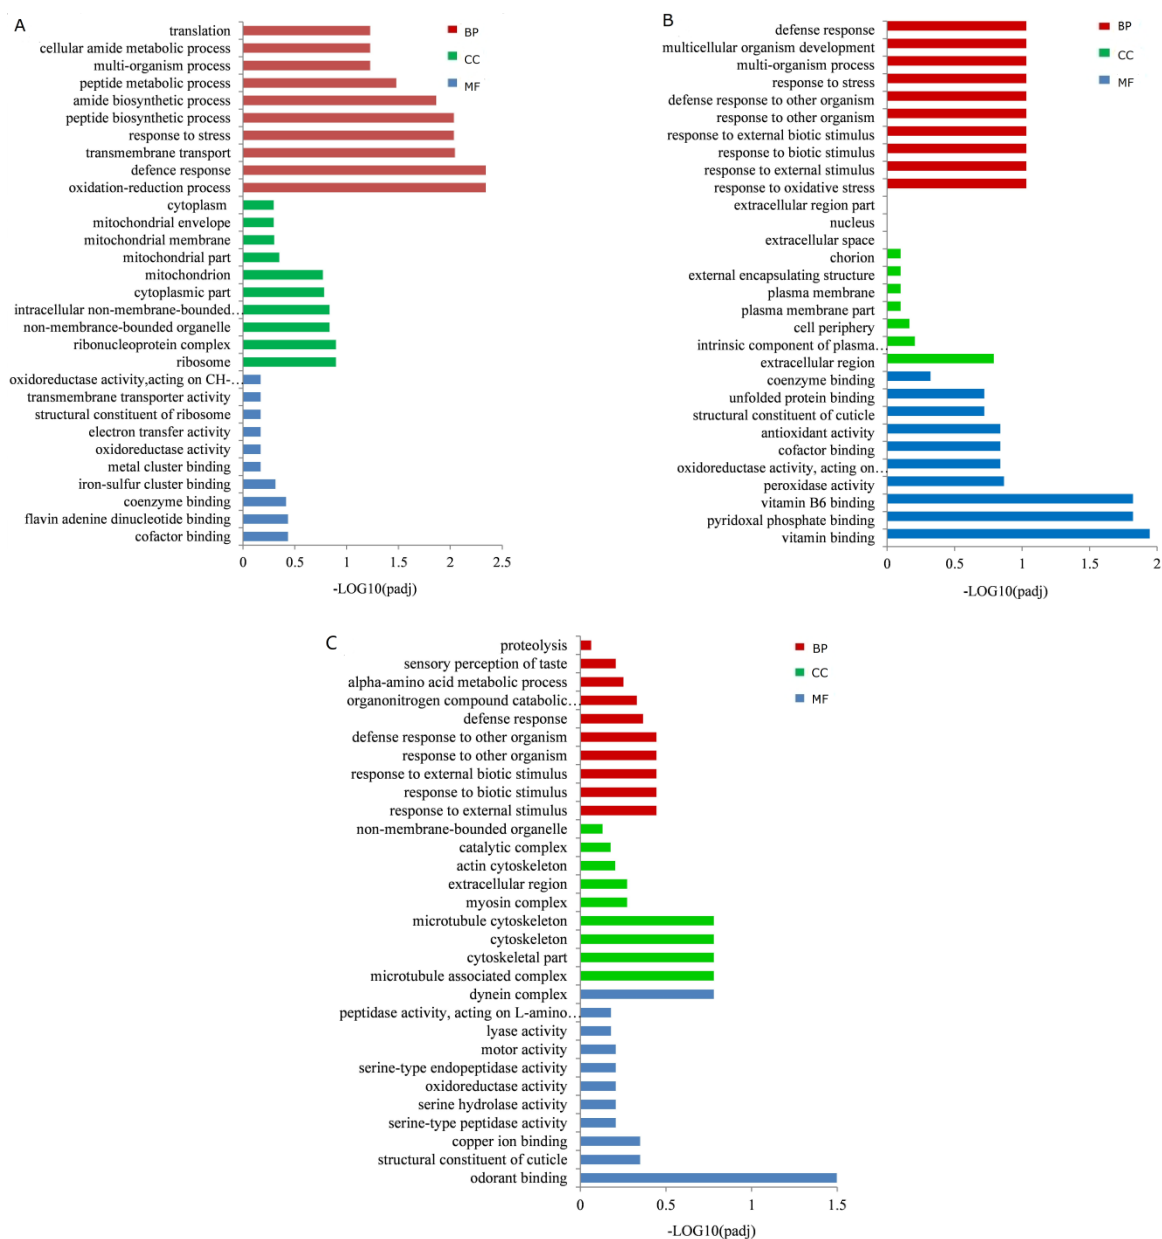 A
translation
cellular amide metabolic process
multi-organism process
peptide metabolic process
amide biosynthetic process
peptide biosynthetic process
response to stress
transmembrane transport
defence response
oxidation-reduction process
cytoplasm
mitochondrial envelope
mitochondrial membrane
mitochondrial part
mitochondrion
cytoplasmic part
intracellular non-membrane-bounded…
non-membrance-bounded organelle
ribonucleoprotein complex
ribosome
oxidoreductase activity,acting on CH-…
transmembrane transporter activity
structural constituent of ribosome
electron transfer activity
oxidoreductase activity
metal cluster binding
iron-sulfur cluster binding
coenzyme binding
flavin adenine dinucleotide binding
cofactor binding
0 0.5 1 1.5 2 2.5
-LOG10(padj)
BP
CC
MF
B
defense response
multicellular organism development
multi-organism process
response to stress
defense response to other organism
response to other organism
response to external biotic stimulus
response to biotic stimulus
response to external stimulus
response to oxidative stress
extracellular region part
nucleus
extracellular space
chorion
external encapsulating structure
plasma membrane
plasma membrane part
cell periphery
intrinsic component of plasma…
extracellular region
coenzyme binding
unfolded protein binding
structural constituent of cuticle
antioxidant activity
cofactor binding
oxidoreductase activity, acting on…
peroxidase activity
vitamin B6 binding
pyridoxal phosphate binding
vitamin binding
0 0.5 1 1.5 2
-LOG10(padj)
BP
CC
MF
C
proteolysis
sensory perception of taste
alpha-amino acid metabolic process
organonitrogen compound catabolic…
defense response
defense response to other organism
response to other organism
response to external biotic stimulus
response to biotic stimulus
response to external stimulus
non-membrane-bounded organelle
catalytic complex
actin cytoskeleton
extracellular region
myosin complex
microtubule cytoskeleton
cytoskeleton
cytoskeletal part
microtubule associated complex
dynein complex
peptidase activity, acting on L-amino…
lyase activity
motor activity
serine-type endopeptidase activity
oxidoreductase activity
serine hydrolase activity
serine-type peptidase activity
copper ion binding
structural constituent of cuticle
odorant binding
0 0.5 1 1.5
-LOG10(padj)
BP
CC
MF